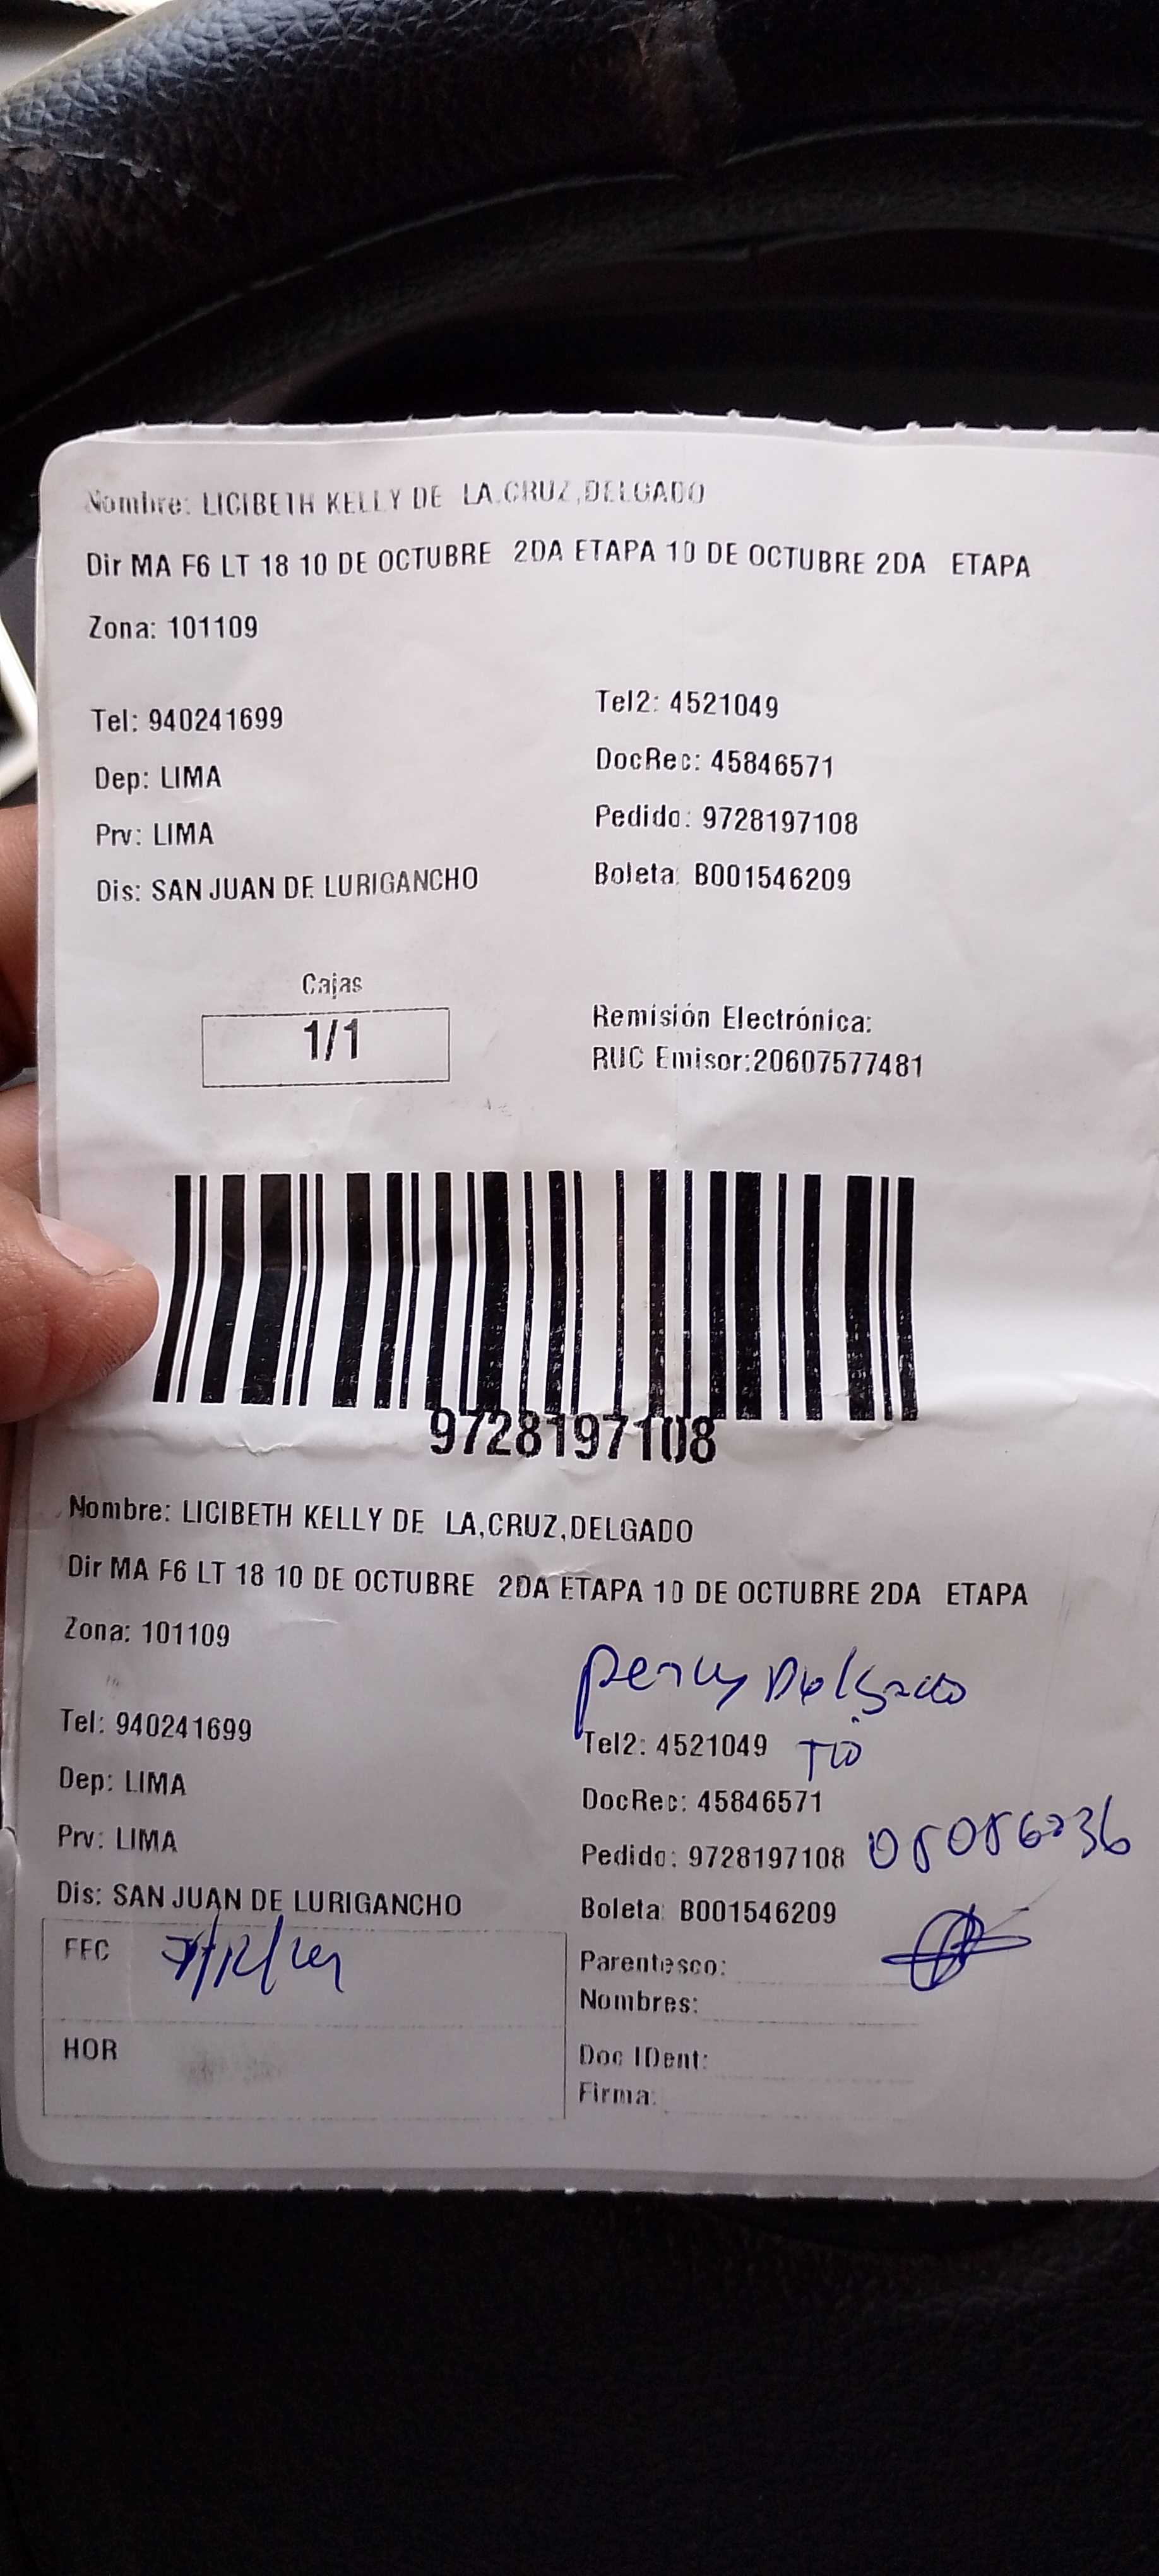 Nombre: LICIBETH KELLY DE LA,CRUZ,DELGADO
Dir MA F6 LT 18 10 DE OCTUBRE 2DA ETAPA 10 DE OCTUBRE 2DA ETAPA
Zona: 101109
Tel: 940241699
Tel2: 4521049
Dep: LIMA
DocRec: 45846571
Prv: LIMA
Pedido: 9728197108
Dis: SAN JUAN DE LURIGANCHO
Boleta: B001546209
Cajas
1/1
Remisión Electrónica:
RUC Emisor:20607577481
9728197108
Nombre: LICIBETH KELLY DE LA,CRUZ,DELGADO
Dir MA F6 LT 18 10 DE OCTUBRE 2DA ETAPA 10 DE OCTUBRE 2DA ETAPA
Zona: 101109
Percy Delgado
Tel: 940241699
Tel2: 4521049 TIO
Dep: LIMA
DocRec: 45846571
Prv: LIMA
Pedido: 9728197108
Dis: SAN JUAN DE LURIGANCHO
Boleta: B001546209
FEC
Parentesco:
Nombres:
HOR
Doc IDent:
Firma: